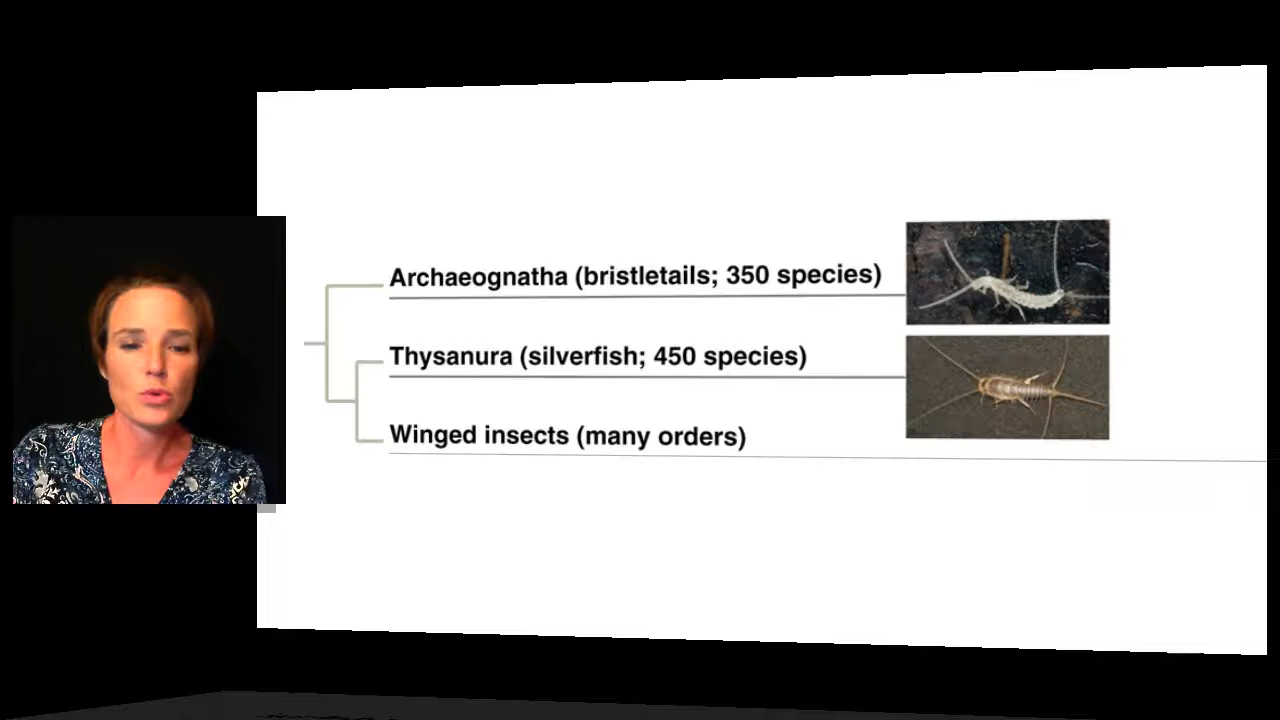 Archaeognatha (bristletails; 350 species)
Thysanura (silverfish; 450 species)
Winged insects (many orders)